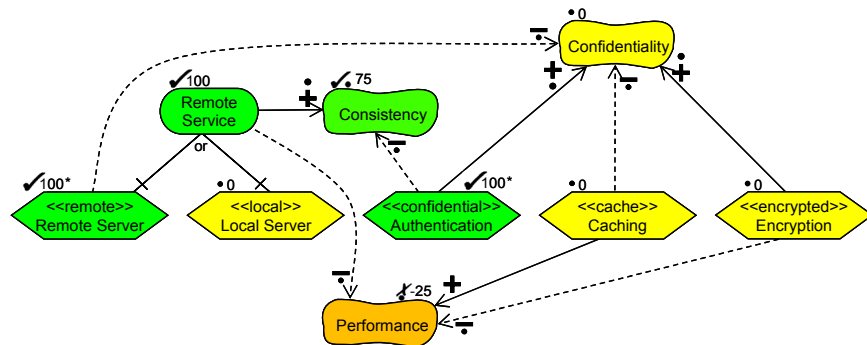 0
Confidentiality
100
Remote
Service
75
Consistency
or
100*
<<remote>>
Remote Server
0
<<local>>
Local Server
100*
<<confidential>>
Authentication
0
<<cache>>
Caching
0
<<encrypted>>
Encryption
-25
Performance